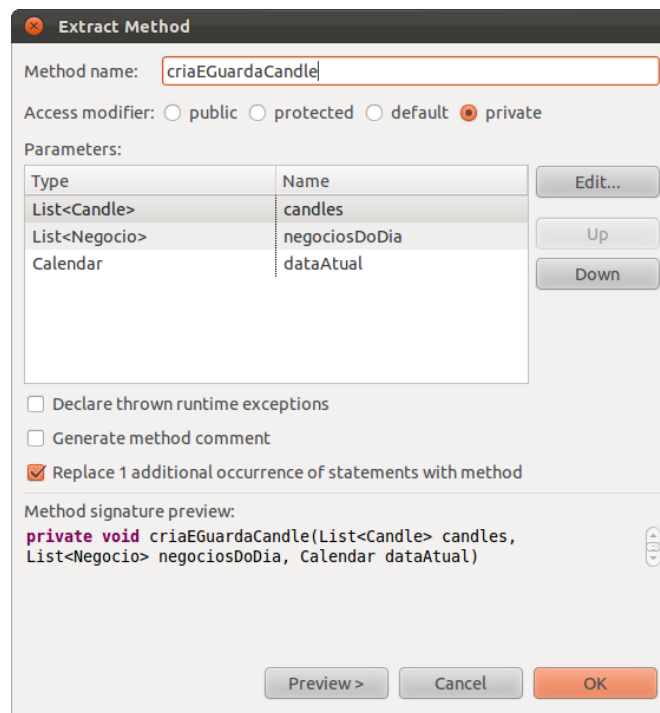 Extract Method
Method name: criaEGuardaCandle
Access modifier: public protected default private
Parameters:
Type Name
List<Candle> candles
List<Negocio> negociosDoDia
Calendar dataAtual
Edit...
Up
Down
Declare thrown runtime exceptions
Generate method comment
Replace 1 additional occurrence of statements with method
Method signature preview:
private void criaEGuardaCandle(List<Candle> candles,
List<Negocio> negociosDoDia, Calendar dataAtual)
Preview > Cancel OK